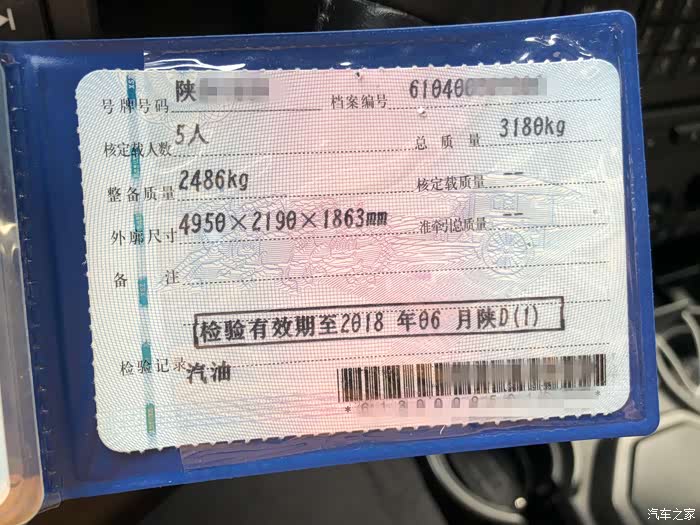 号牌号码 陕 档案编号 610400
核定载人数 5人 总质量 3180kg
整备质量 2486kg 核定载质量 --
外廓尺寸 4950×2190×1863mm 准牵引总质量 --
备注
检验有效期至2018 年06 月陕D(1)
检验记录 汽油
汽车之家